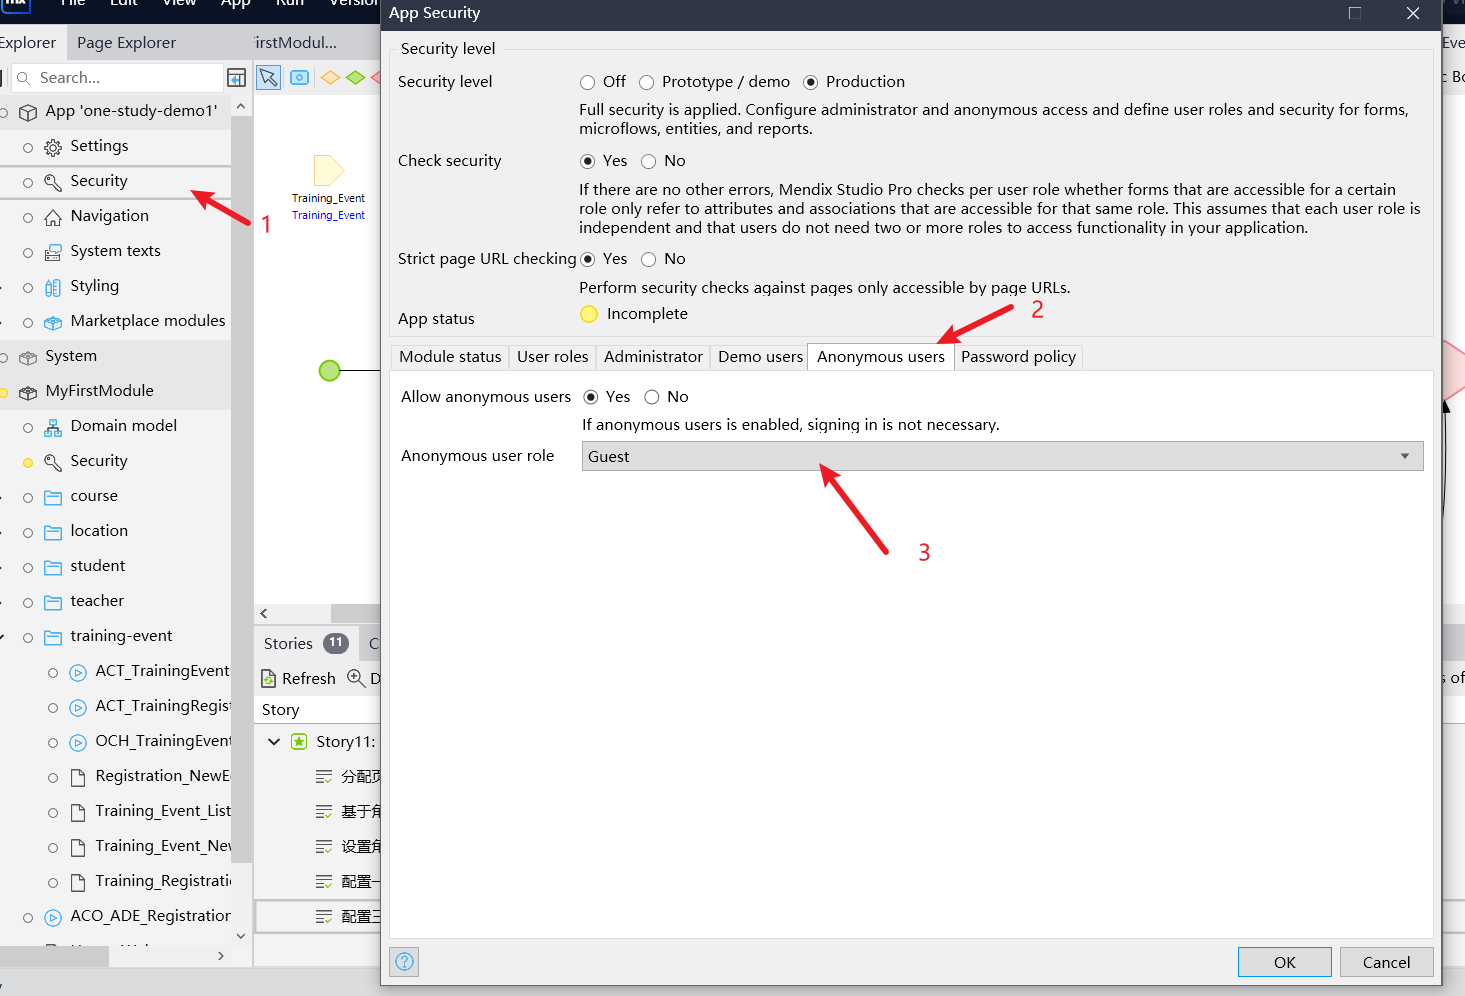 File Edit View App Run Version
App Security
Explorer
Page Explorer
irstModul...
Search...
App 'one-study-demo1'
Settings
Security
1
Navigation
System texts
Styling
Marketplace modules
System
MyFirstModule
Domain model
Security
course
location
student
teacher
training-event
ACT_TrainingEvent
ACT_TrainingRegist
OCH_TrainingEvent
Registration_NewE
Training_Event_List
Training_Event_New
Training_Registrati
ACO_ADE_Registration
Training_Event
Training_Event
Stories 11
C
Refresh
D
Story
Story11:
分配页
基于角
设置角
配置一
配置三
Security level
Security level
Off Prototype / demo Production
Full security is applied. Configure administrator and anonymous access and define user roles and security for forms,
microflows, entities, and reports.
Check security
Yes No
If there are no other errors, Mendix Studio Pro checks per user role whether forms that are accessible for a certain
role only refer to attributes and associations that are accessible for that same role. This assumes that each user role is
independent and that users do not need two or more roles to access functionality in your application.
Strict page URL checking
Yes No
Perform security checks against pages only accessible by page URLs.
App status
Incomplete
2
Module status User roles Administrator Demo users Anonymous users Password policy
Allow anonymous users
Yes No
If anonymous users is enabled, signing in is not necessary.
Anonymous user role
Guest
3
?
OK Cancel
Eve
c Bo
s of